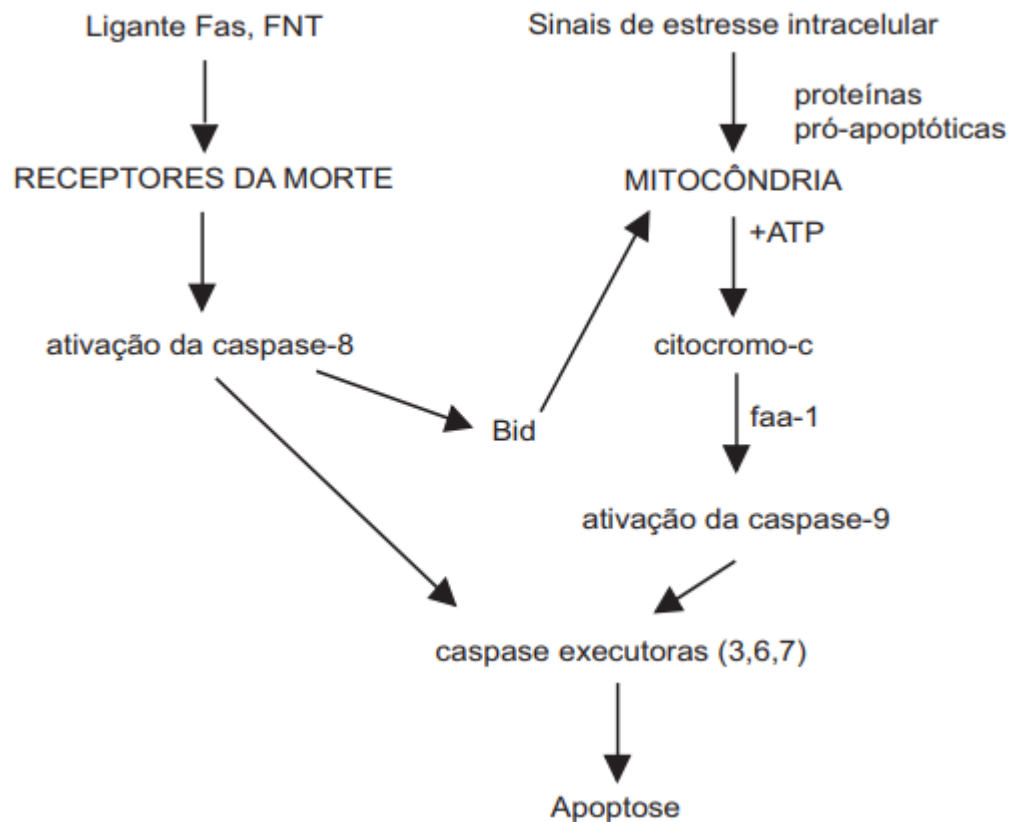 Ligante Fas, FNT
Sinais de estresse intracelular
proteínas
pró-apoptóticas
RECEPTORES DA MORTE
MITOCÔNDRIA
+ATP
ativação da caspase-8
citocromo-c
Bid
faa-1
ativação da caspase-9
caspase executoras (3,6,7)
Apoptose